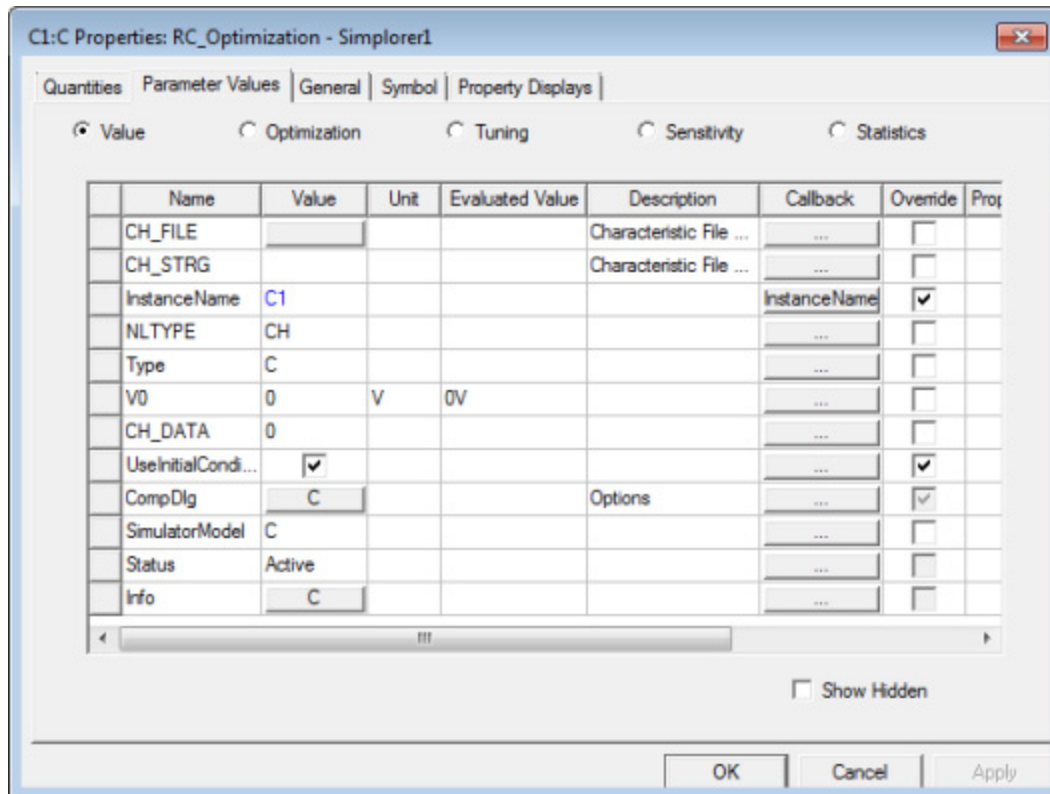 C1:C Properties: RC_Optimization - Simplorer1
Quantities Parameter Values General Symbol Property Displays
Value Optimization Tuning Sensitivity Statistics
Name Value Unit Evaluated Value Description Callback Override Prop
CH_FILE Characteristic File ... ...
CH_STRG Characteristic File ... ...
InstanceName C1 InstanceName
NLTYPE CH ...
Type C ...
V0 0 V 0V ...
CH_DATA 0 ...
UseInitialCondi... ...
CompDlg C Options ...
SimulatorModel C ...
Status Active ...
Info C ...
Show Hidden
OK Cancel Apply